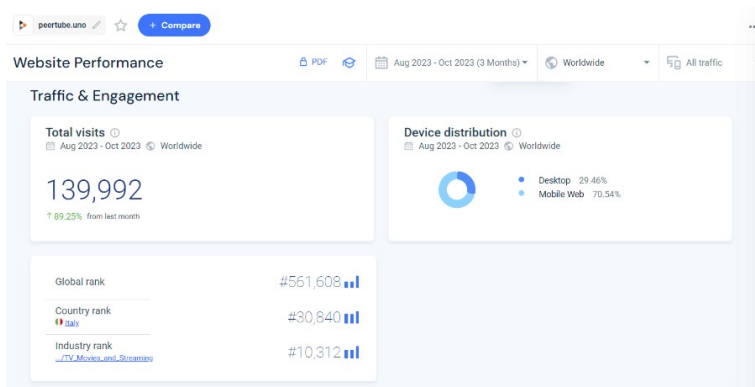 peertube.uno
+ Compare
Website Performance
PDF
Aug 2023 - Oct 2023 (3 Months)
Worldwide
All traffic
Traffic & Engagement
Total visits
Aug 2023 - Oct 2023 Worldwide
139,992
↑ 89.25% from last month
Device distribution
Aug 2023 - Oct 2023 Worldwide
Desktop 29.46%
Mobile Web 70.54%
Global rank #561,608
Country rank
Italy
#30,840
Industry rank
.../TV_Movies_and_Streaming
#10,312